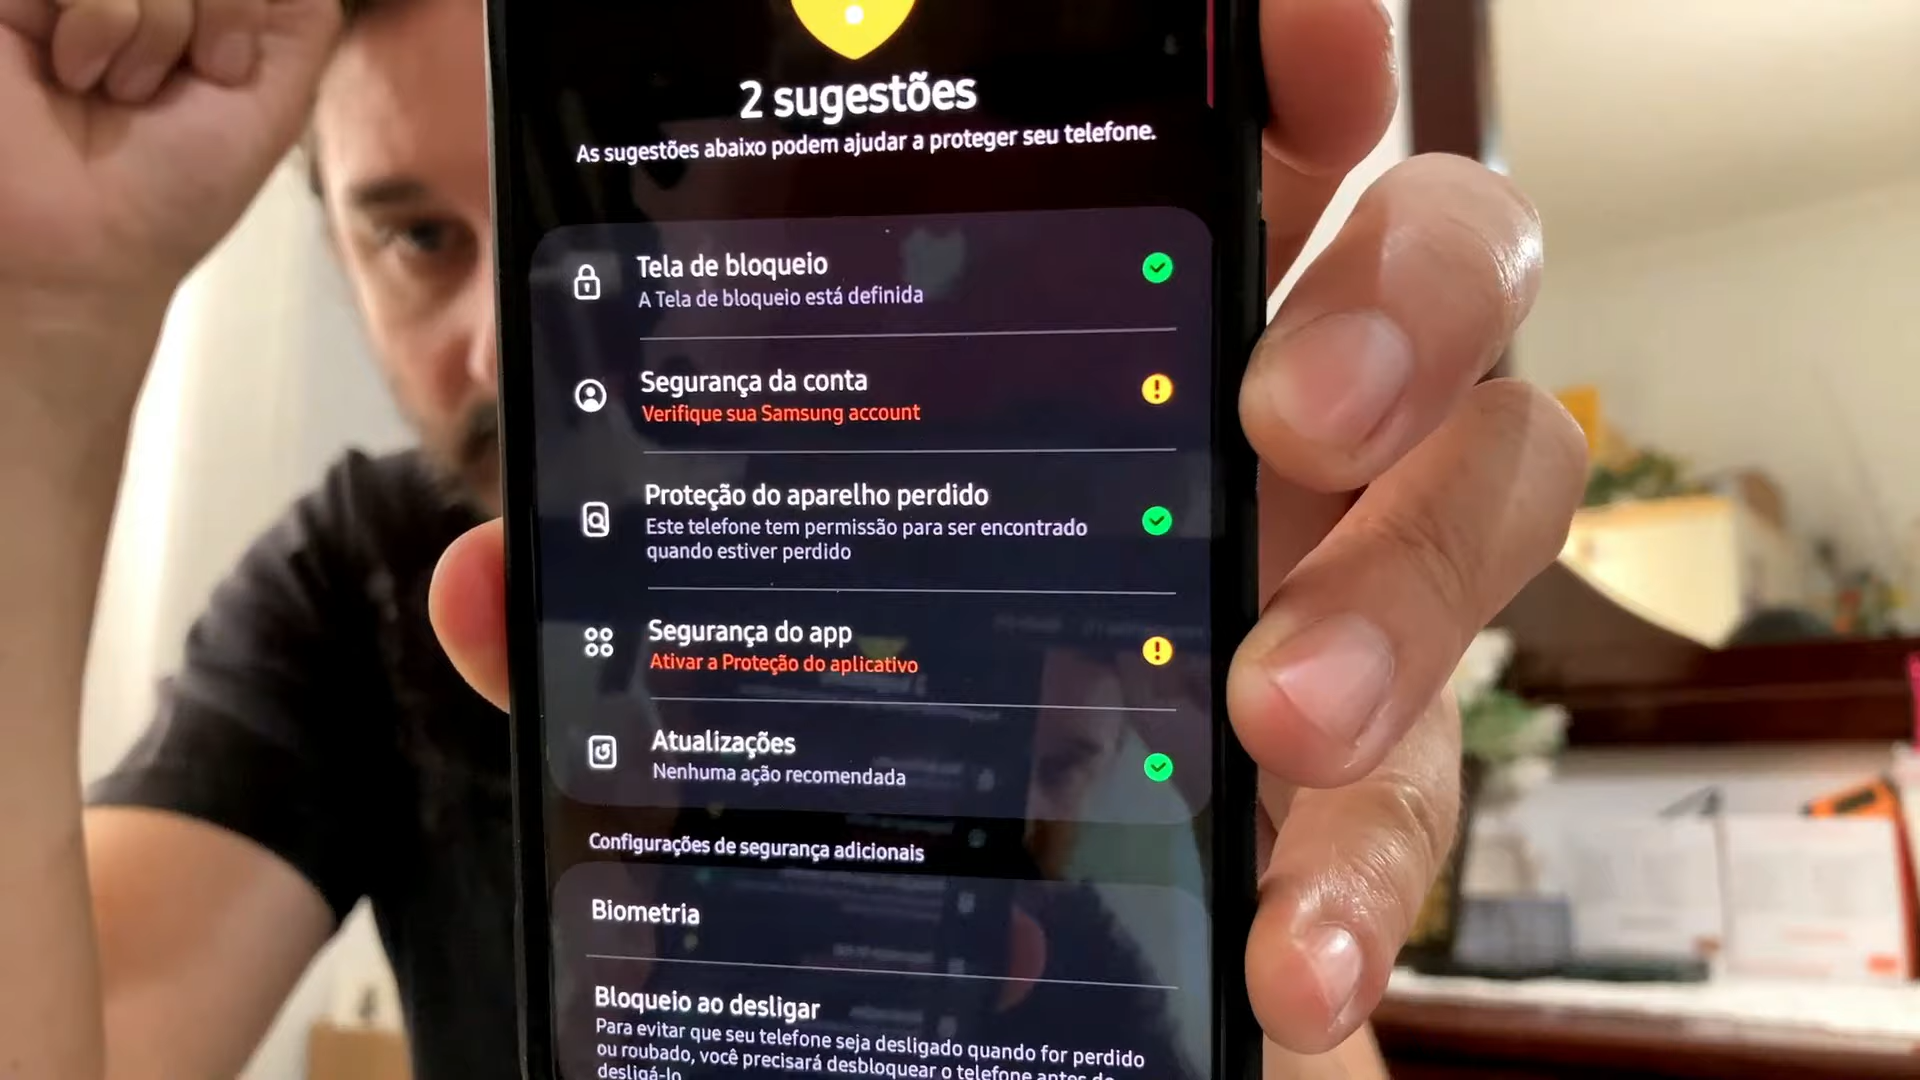 2 sugestões
As sugestões abaixo podem ajudar a proteger seu telefone.
Tela de bloqueio
A Tela de bloqueio está definida
Segurança da conta
Verifique sua Samsung account
Proteção do aparelho perdido
Este telefone tem permissão para ser encontrado
quando estiver perdido
Segurança do app
Ativar a Proteção do aplicativo
Atualizações
Nenhuma ação recomendada
Configurações de segurança adicionais
Biometria
Bloqueio ao desligar
Para evitar que seu telefone seja desligado quando for perdido
ou roubado, você precisará desbloquear o telefone antes de
desligá-lo